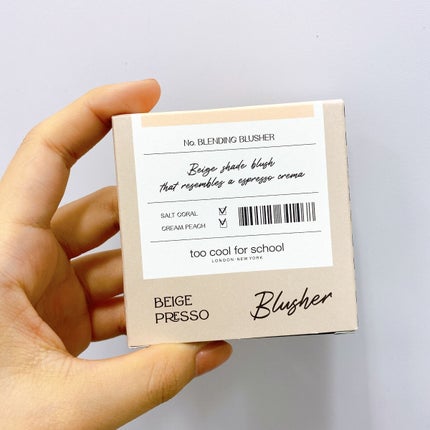 No. BLENDING BLUSHER
Beige shade blush
that resembles a espresso crema
SALT CORAL
CREAM PEACH
too cool for school
LONDON NEW YORK
BEIGE
PRESSO
Blusher